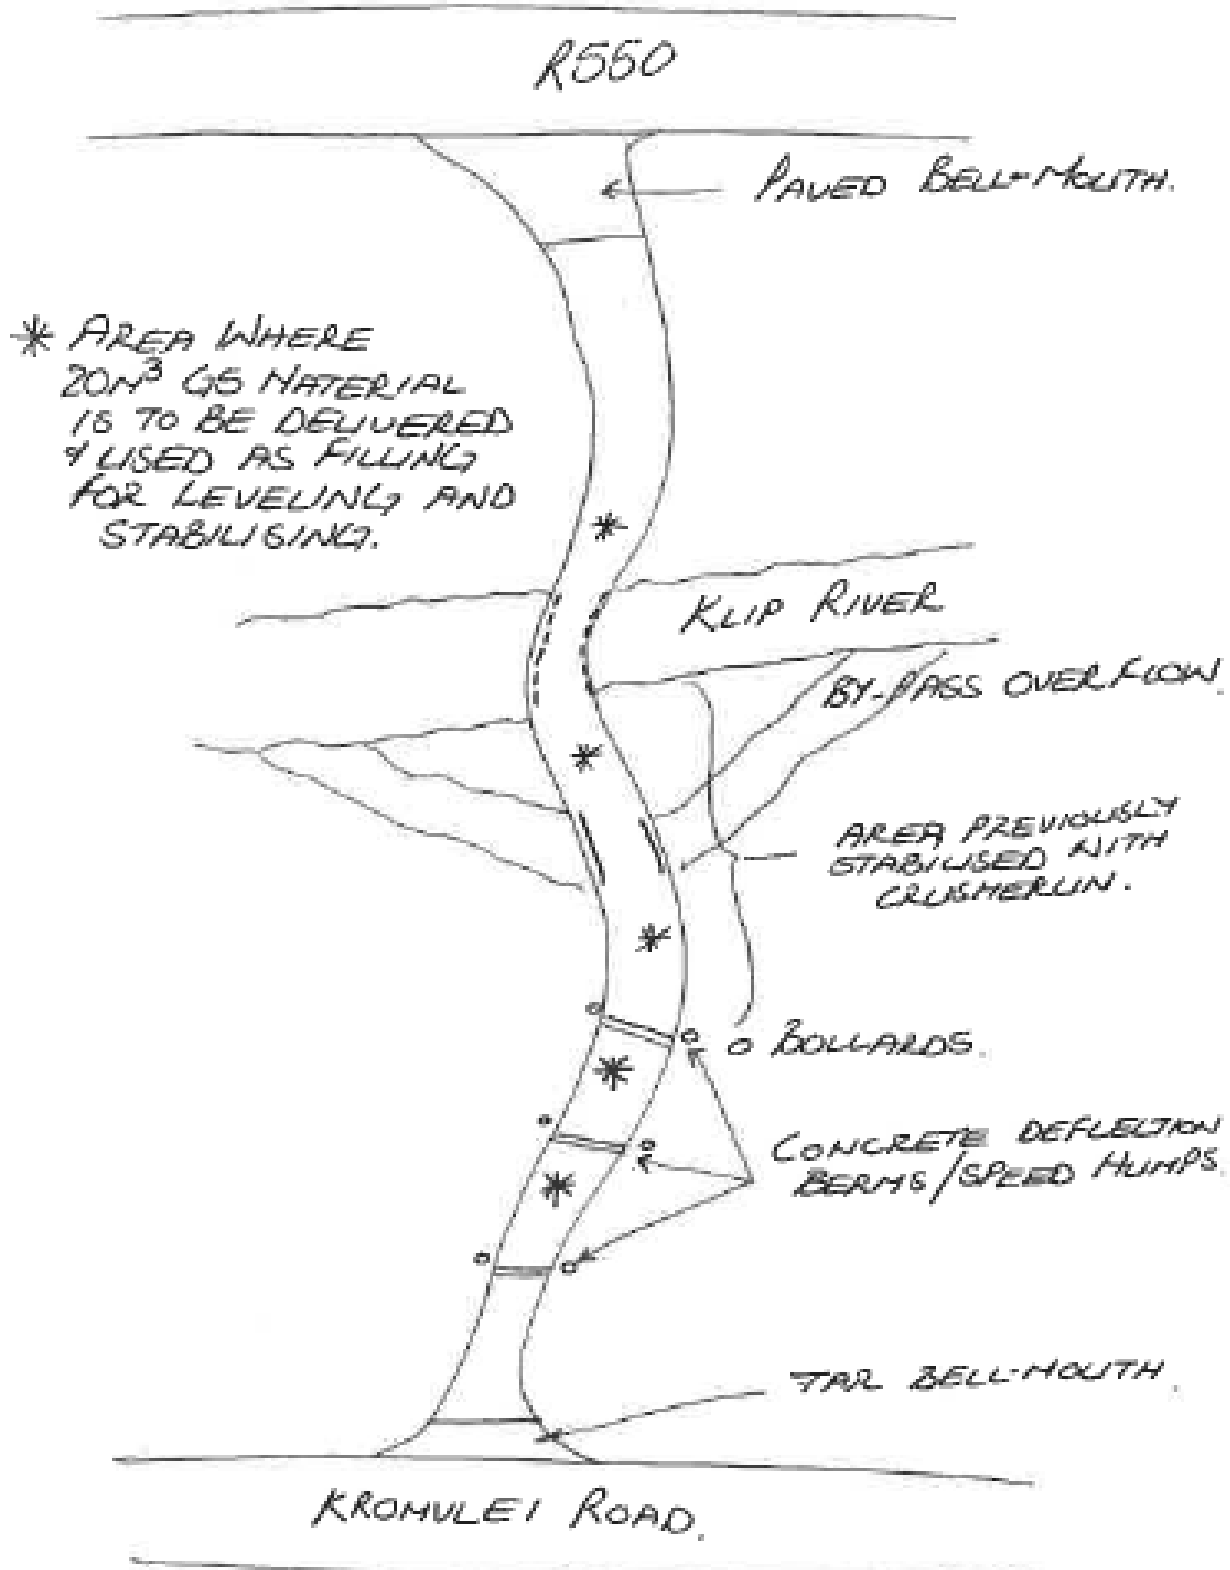 R550
PAVED BELL-MOUTH.
* AREA WHERE
20M³ G5 MATERIAL
IS TO BE DELIVERED
& USED AS FILLING
FOR LEVELING AND
STABILISING.
KLIP RIVER
BY-PASS OVERFLOW.
AREA PREVIOUSLY
STABILISED WITH
CRUSHERLIN.
O BOLLARDS.
CONCRETE DEFLECTION
BERMS/SPEED HUMPS.
TAR BELL-MOUTH.
KROMVLEI ROAD.